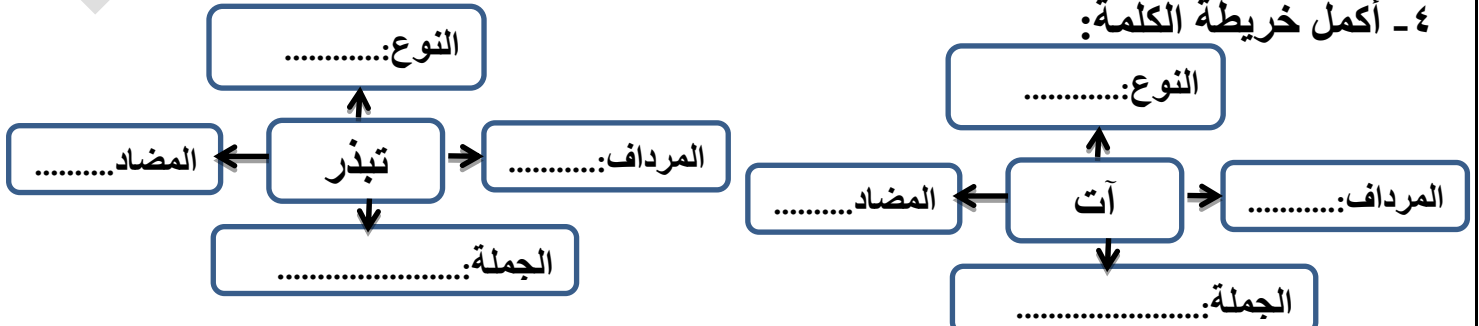 ٤- أكمل خريطة الكلمة:
النوع:............
المرداف:...........
آت
المضاد..........
الجملة:.......................
النوع:............
المرداف:...........
تبذر
المضاد..........
الجملة:.......................